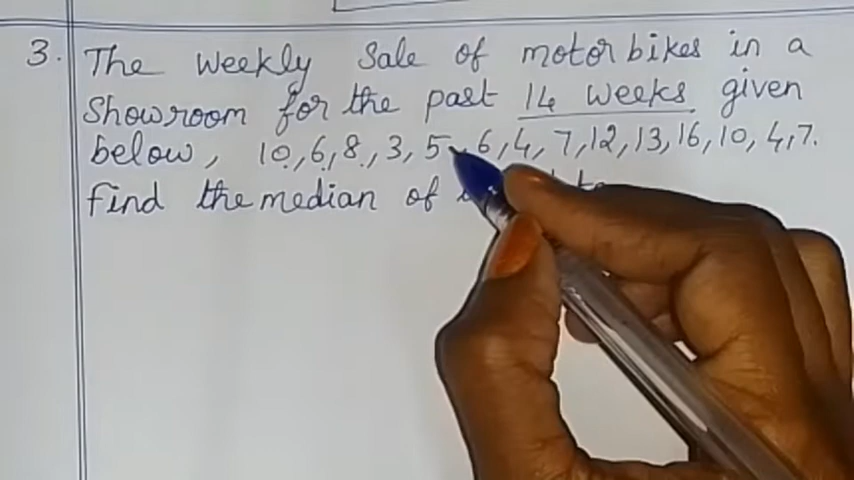 3. The weekly sale of motor bikes in a
showroom for the past 14 weeks given
below, 10, 6, 8, 3, 5, 6, 4, 7, 12, 13, 16, 10, 4, 7.
find the median of